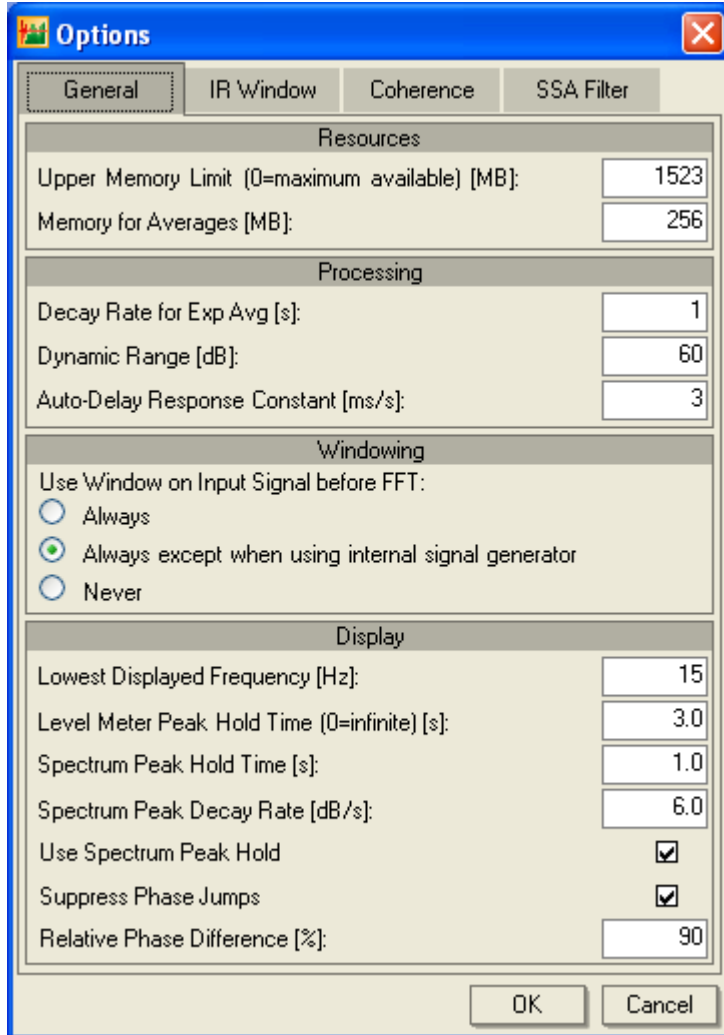 Options
General IR Window Coherence SSA Filter
Resources
Upper Memory Limit (0=maximum available) [MB]: 1523
Memory for Averages [MB]: 256
Processing
Decay Rate for Exp Avg [s]: 1
Dynamic Range [dB]: 60
Auto-Delay Response Constant [ms/s]: 3
Windowing
Use Window on Input Signal before FFT:
Always
Always except when using internal signal generator
Never
Display
Lowest Displayed Frequency [Hz]: 15
Level Meter Peak Hold Time (0=infinite) [s]: 3.0
Spectrum Peak Hold Time [s]: 1.0
Spectrum Peak Decay Rate [dB/s]: 6.0
Use Spectrum Peak Hold
Suppress Phase Jumps
Relative Phase Difference [%]: 90
OK Cancel